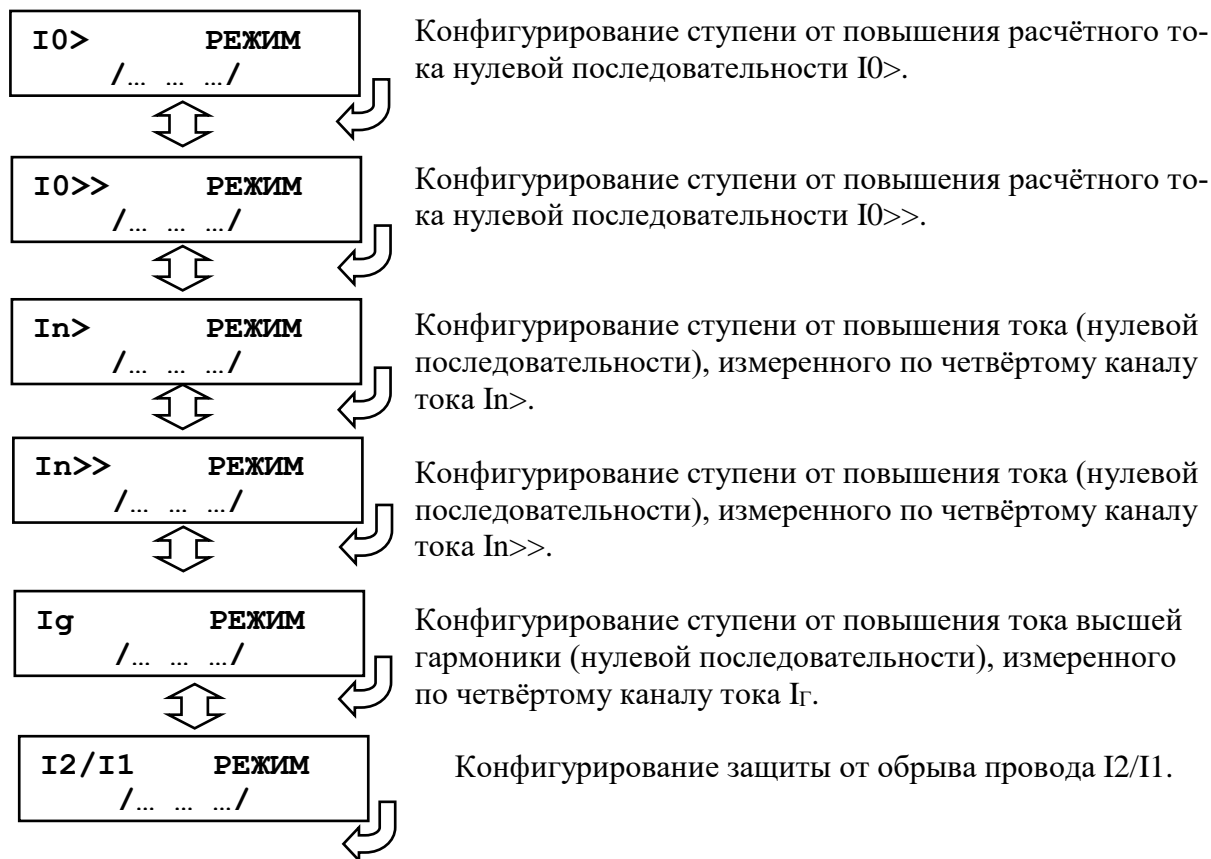 I0> РЕЖИМ
/… … …/
Конфигурирование ступени от повышения расчётного то-
ка нулевой последовательности I0>.
I0>> РЕЖИМ
/… … …/
Конфигурирование ступени от повышения расчётного то-
ка нулевой последовательности I0>>.
In> РЕЖИМ
/… … …/
Конфигурирование ступени от повышения тока (нулевой
последовательности), измеренного по четвёртому каналу
тока In>.
In>> РЕЖИМ
/… … …/
Конфигурирование ступени от повышения тока (нулевой
последовательности), измеренного по четвёртому каналу
тока In>>.
Ig РЕЖИМ
/… … …/
Конфигурирование ступени от повышения тока высшей
гармоники (нулевой последовательности), измеренного
по четвёртому каналу тока IГ.
I2/I1 РЕЖИМ
/… … …/
Конфигурирование защиты от обрыва провода I2/I1.